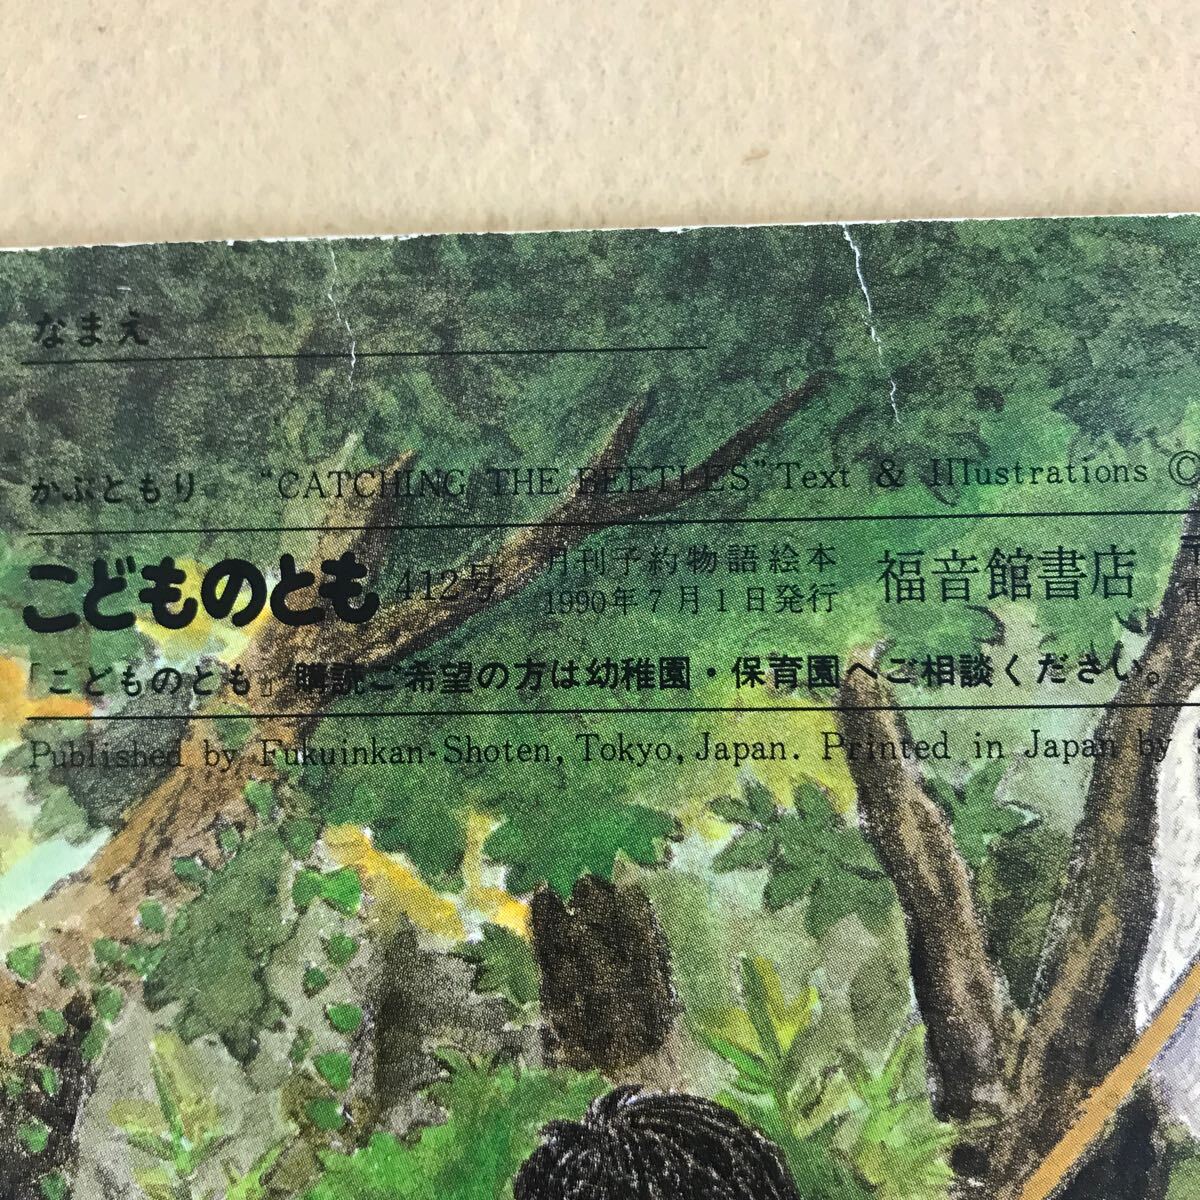 なまえ
かぶともり "CATCHING THE BEETLES" Text & Illustrations ©
こどものとも 412号 月刊予約物語絵本 福音館書店
1990年7月1日発行
「こどものとも」購読ご希望の方は幼稚園・保育園へご相談ください。
Published by Fukuinkan-Shoten, Tokyo, Japan. Printed in Japan by